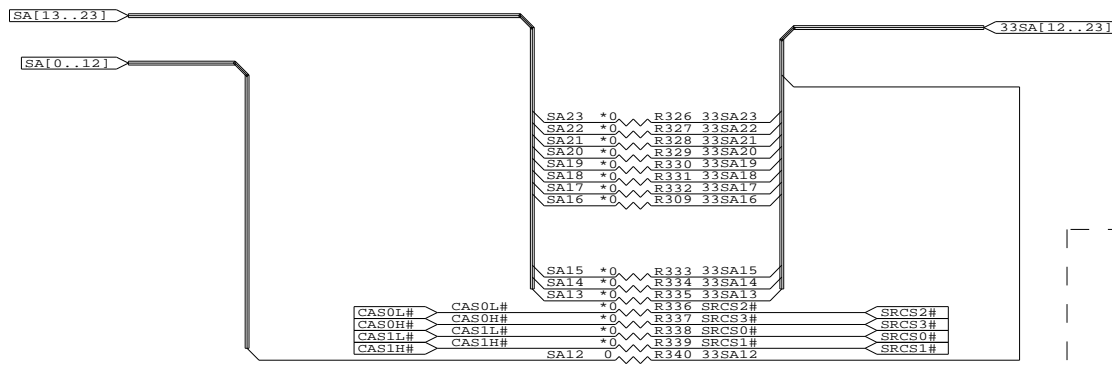 SA[13..23]
33SA[12..23]
SA[0..12]
SA23 *0 R326 33SA23
SA22 *0 R327 33SA22
SA21 *0 R328 33SA21
SA20 *0 R329 33SA20
SA19 *0 R330 33SA19
SA18 *0 R331 33SA18
SA17 *0 R332 33SA17
SA16 *0 R309 33SA16
SA15 *0 R333 33SA15
SA14 *0 R334 33SA14
SA13 *0 R335 33SA13
CAS0L# CAS0L# *0 R336 SRCS2# SRCS2#
CAS0H# CAS0H# *0 R337 SRCS3# SRCS3#
CAS1L# CAS1L# *0 R338 SRCS0# SRCS0#
CAS1H# CAS1H# *0 R339 SRCS1# SRCS1#
SA12 0 R340 33SA12